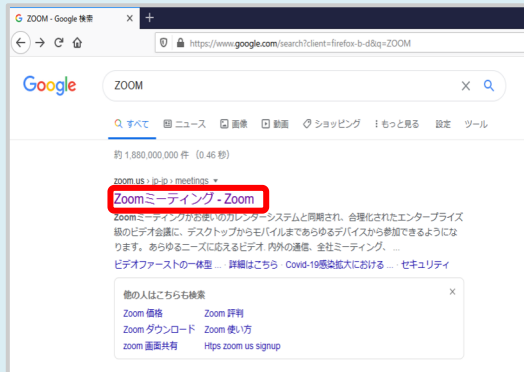 ZOOM - Google 検索
https://www.google.com/search?client=firefox-b-d&q=ZOOM
Google
ZOOM
すべて ニュース 画像 動画 ショッピング もっと見る 設定 ツール
約 1,880,000,000 件 （0.46 秒）
zoom.us › jp-jp › meetings
Zoomミーティング - Zoom
Zoomミーティングがお使いのカレンダーシステムと同期され、合理化されたエンタープライズ
級のビデオ会議に、デスクトップからモバイルまであらゆるデバイスから参加できるようにな
ります。 あらゆるニーズに応えるビデオ. 内外の通信、全社ミーティング、 ...
ビデオファーストの一体型 ... · 詳細はこちら · Covid-19感染拡大における ... · セキュリティ
他の人はこちらも検索
Zoom 価格 Zoom 評判
Zoom ダウンロード Zoom 使い方
zoom 画面共有 Htps zoom us signup